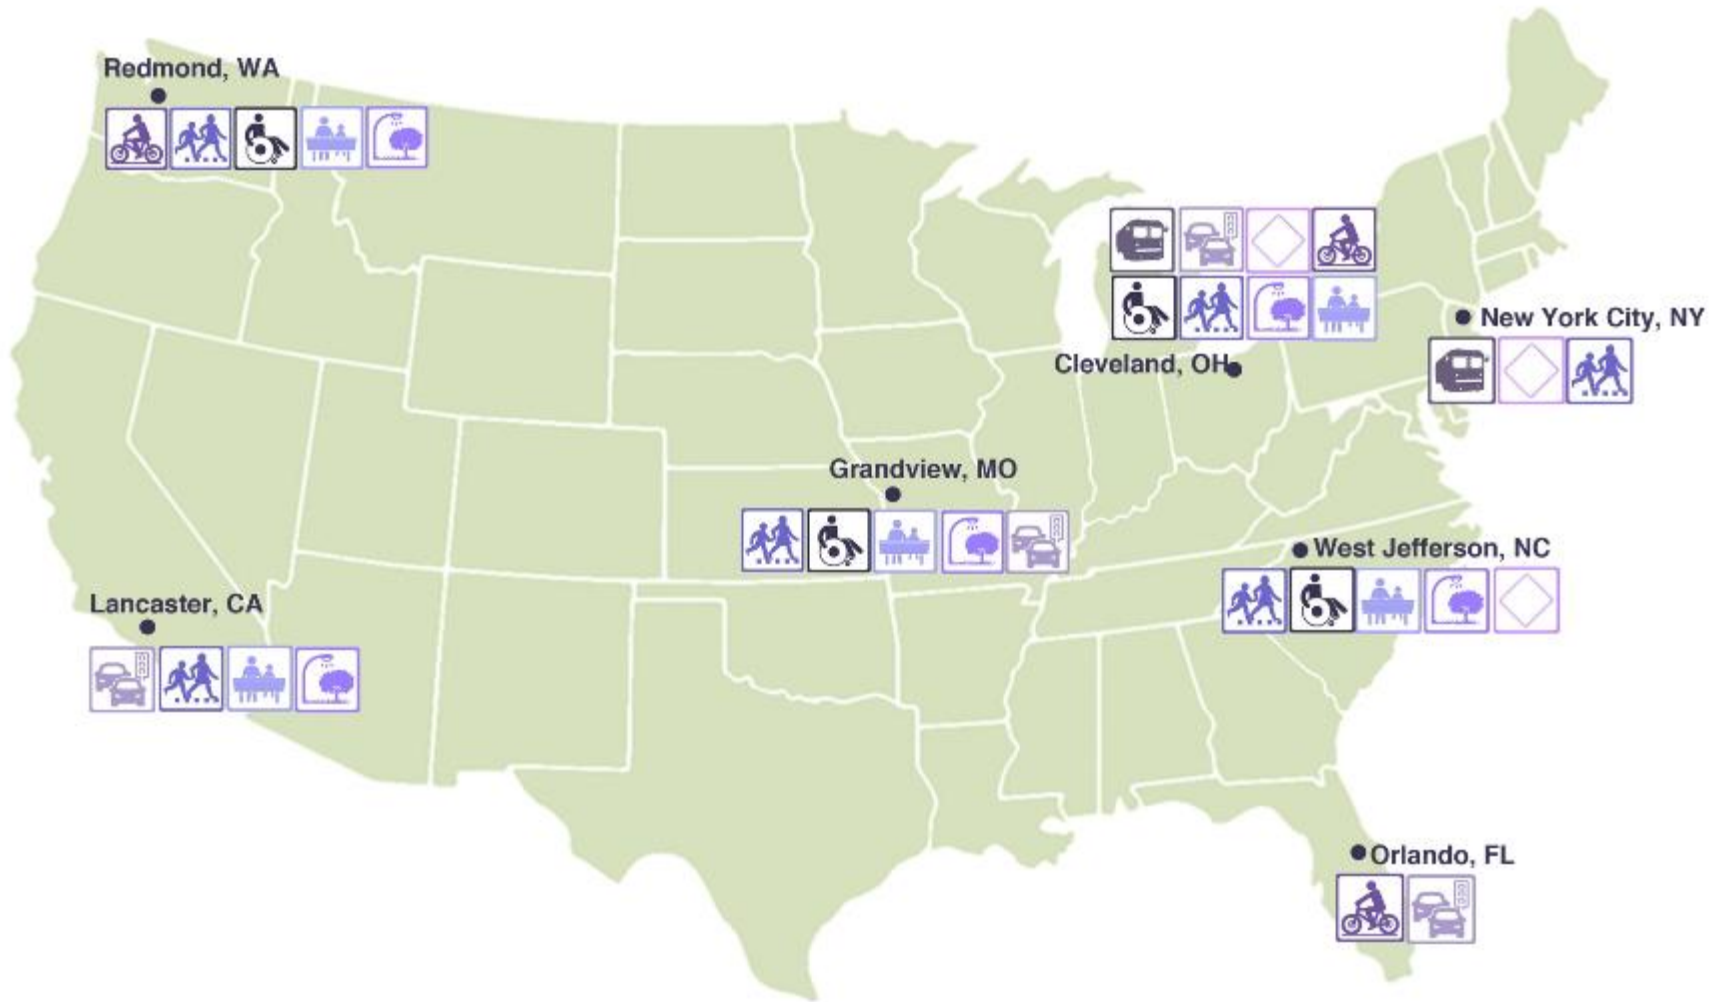 Redmond, WA
New York City, NY
Cleveland, OH
Grandview, MO
West Jefferson, NC
Lancaster, CA
Orlando, FL